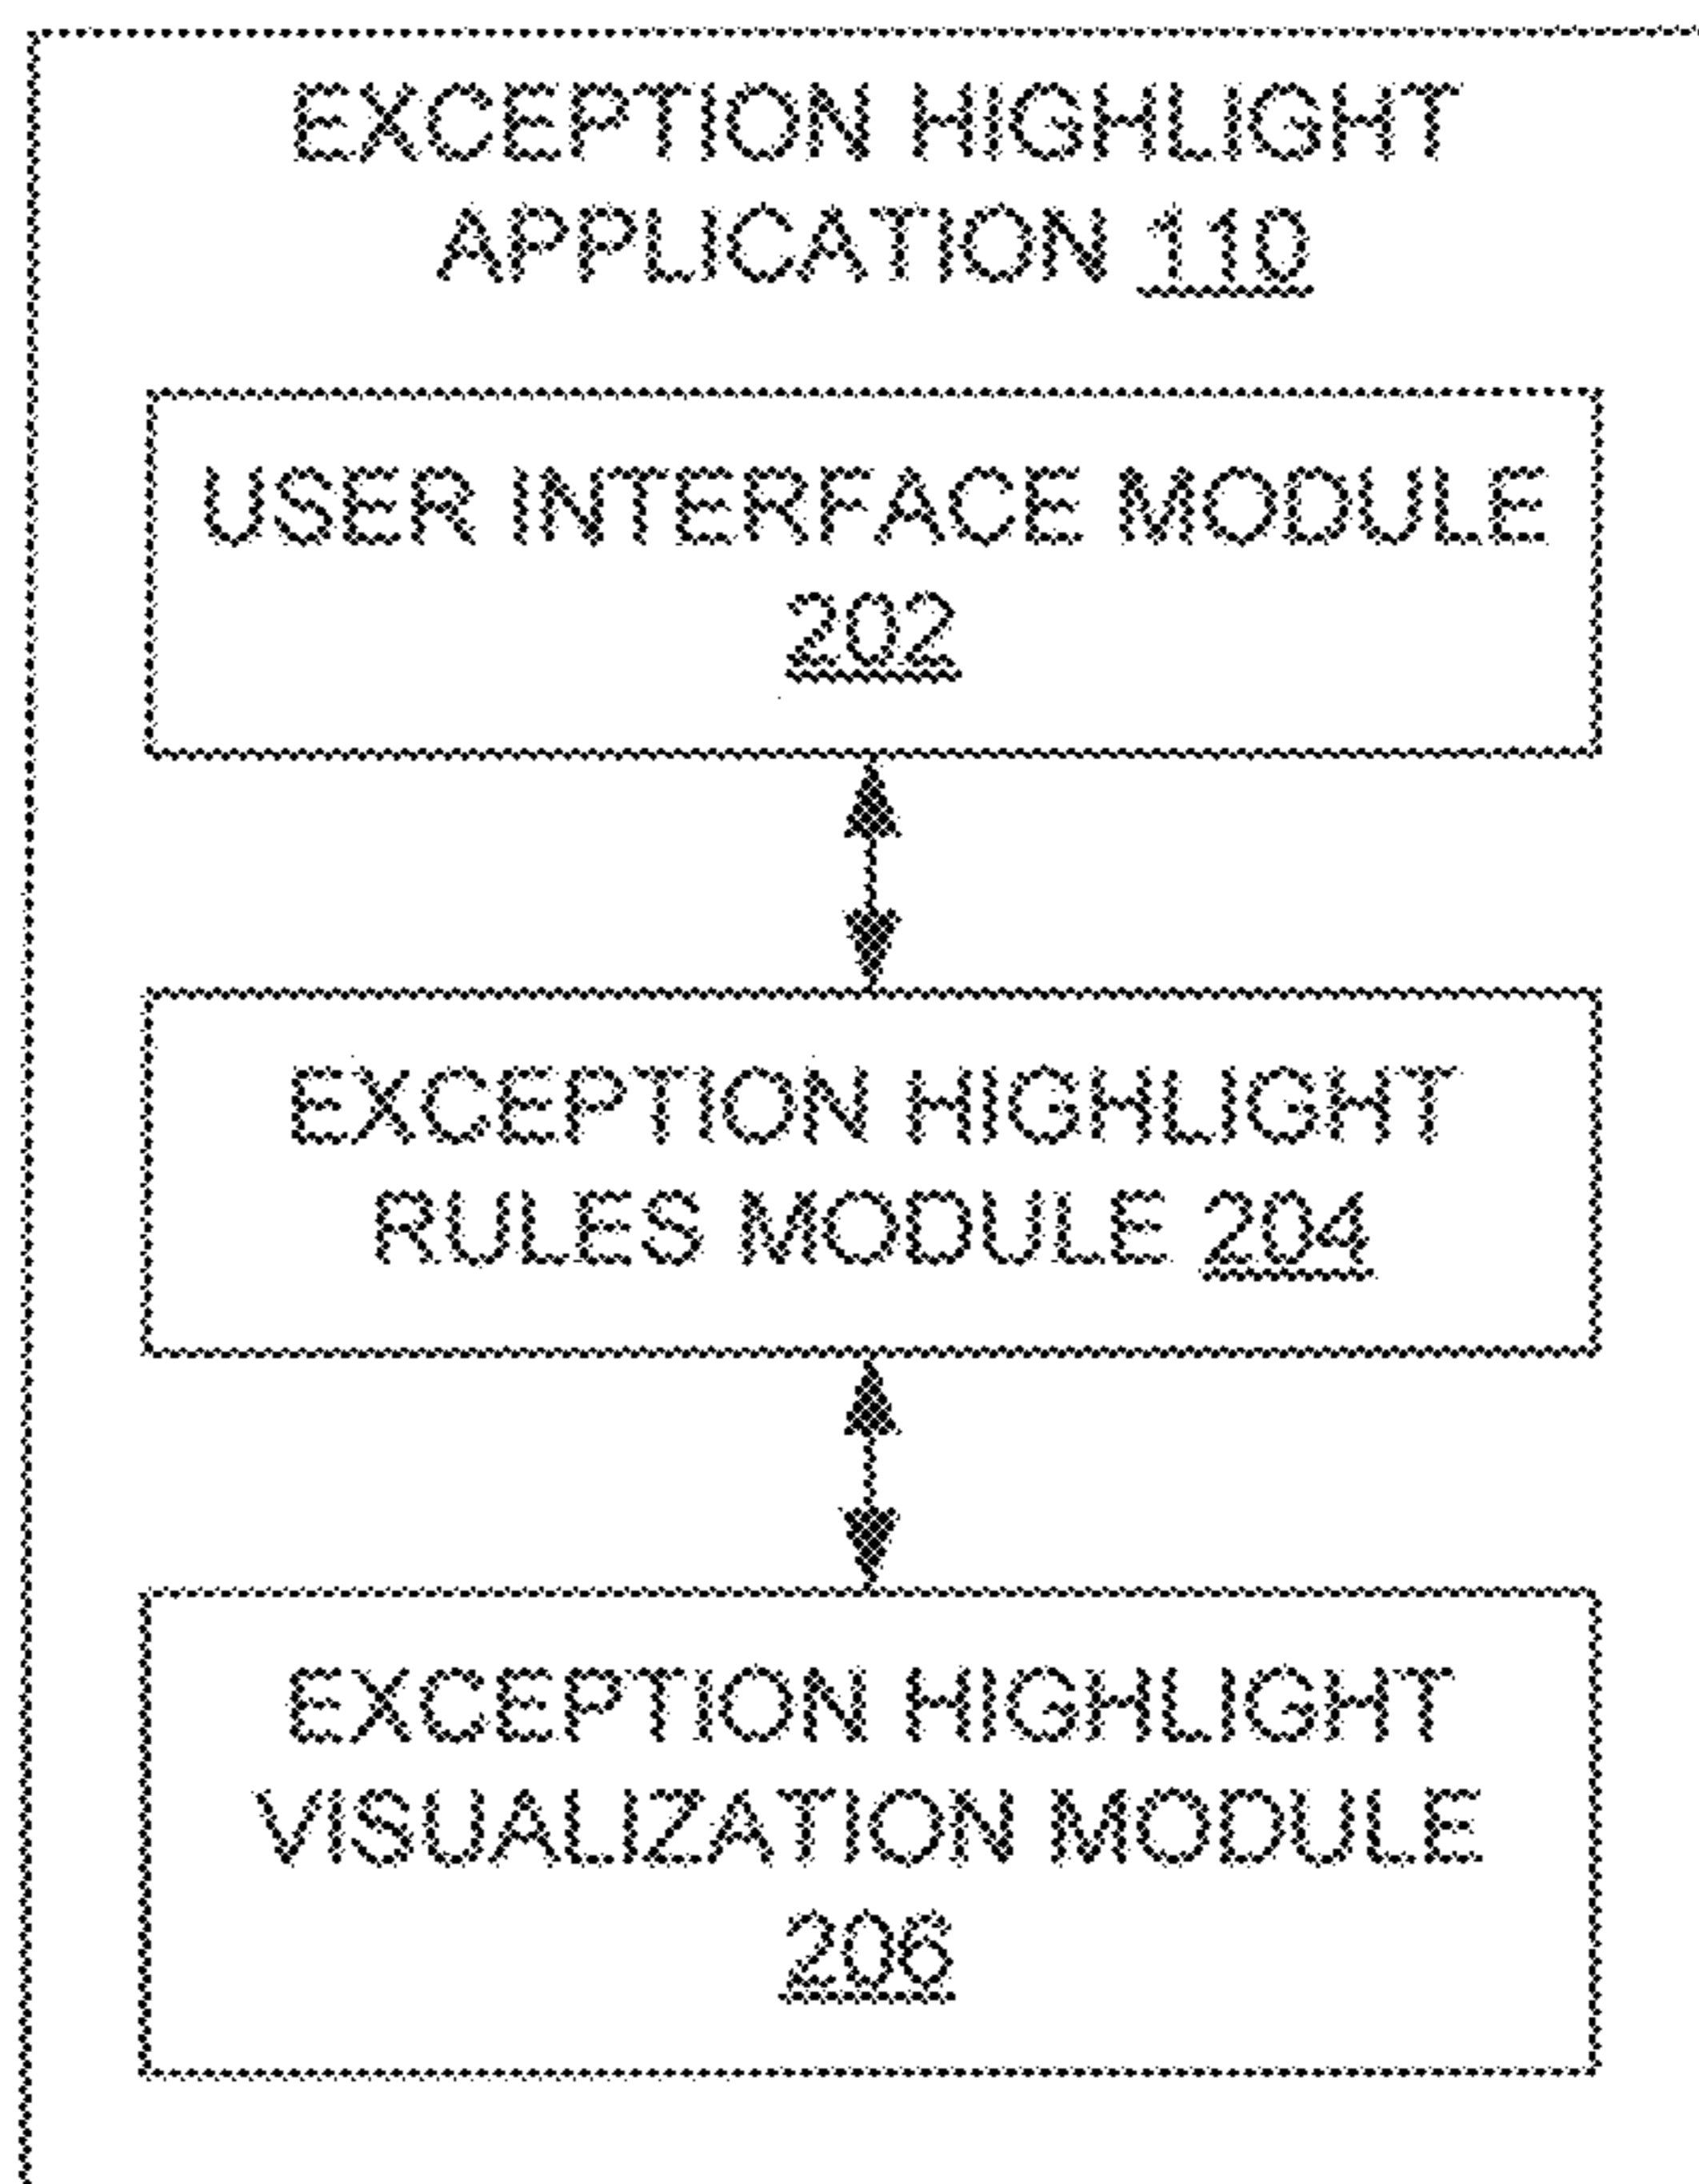 EXCEPTION HIGHLIGHT
APPLICATION 110
USER INTERFACE MODULE
202
EXCEPTION HIGHLIGHT
RULES MODULE 204
EXCEPTION HIGHLIGHT
VISUALIZATION MODULE
206